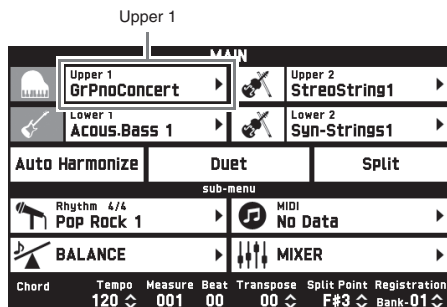 Upper 1
MAIN
Upper 1
GrPnoConcert
Upper 2
StreoString1
Lower 1
Acous.Bass 1
Lower 2
Syn-Strings1
Auto Harmonize Duet Split
sub-menu
Rhythm 4/4
Pop Rock 1
MIDI
No Data
BALANCE
MIXER
Chord Tempo Measure Beat Transpose Split Point Registration
120 001 00 00 F#3 Bank-01